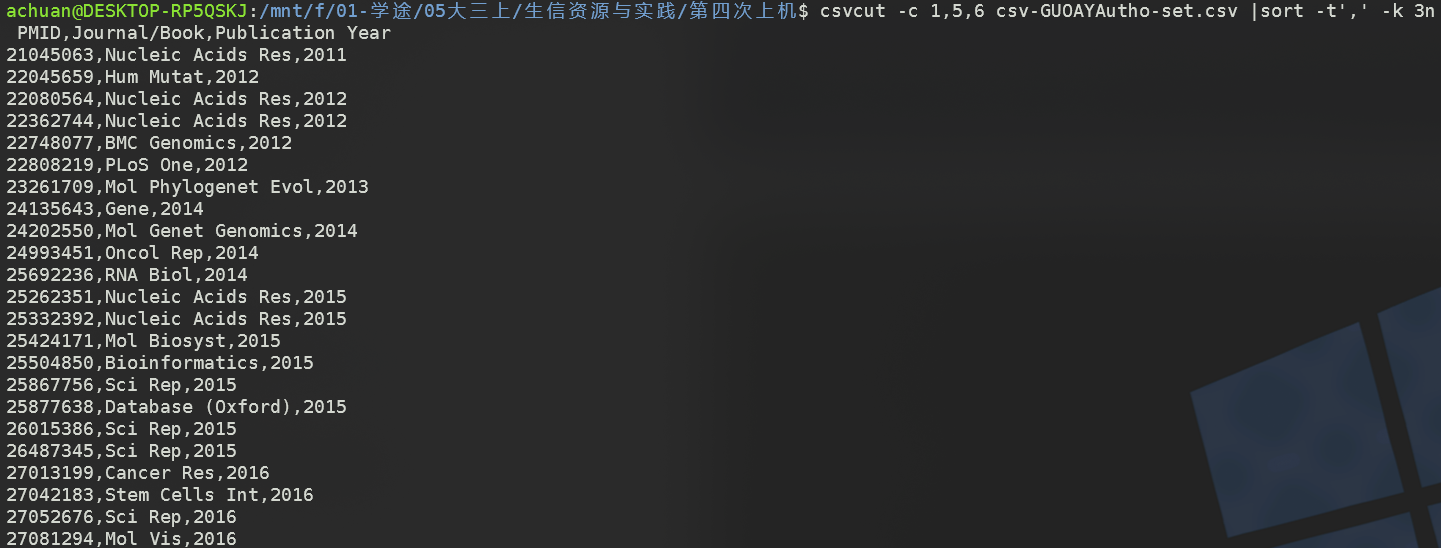 achuan@DESKTOP-RP5QSKJ:/mnt/f/01-学途/05大三上/生信资源与实践/第四次上机$ csvcut -c 1,5,6 csv-GUOAYAutho-set.csv |sort -t',' -k 3n
PMID,Journal/Book,Publication Year
21045063,Nucleic Acids Res,2011
22045659,Hum Mutat,2012
22080564,Nucleic Acids Res,2012
22362744,Nucleic Acids Res,2012
22748077,BMC Genomics,2012
22808219,PLoS One,2012
23261709,Mol Phylogenet Evol,2013
24135643,Gene,2014
24202550,Mol Genet Genomics,2014
24993451,Oncol Rep,2014
25692236,RNA Biol,2014
25262351,Nucleic Acids Res,2015
25332392,Nucleic Acids Res,2015
25424171,Mol Biosyst,2015
25504850,Bioinformatics,2015
25867756,Sci Rep,2015
25877638,Database (Oxford),2015
26015386,Sci Rep,2015
26487345,Sci Rep,2015
27013199,Cancer Res,2016
27042183,Stem Cells Int,2016
27052676,Sci Rep,2016
27081294,Mol Vis,2016